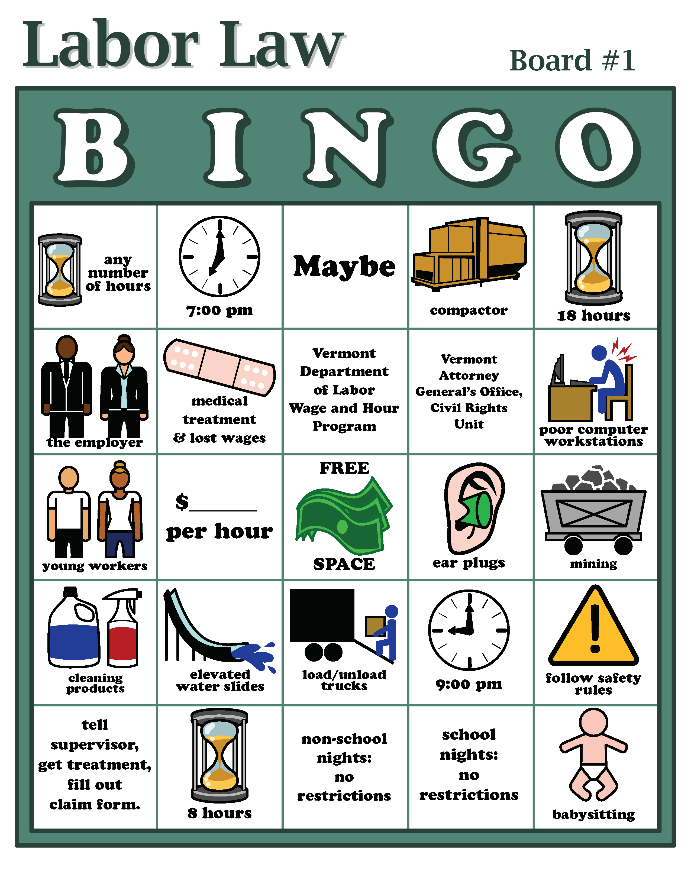 Labor Law
Board #1
B I N G O
any
number
of hours
7:00 pm
Maybe
compactor
18 hours
the employer
medical
treatment
& lost wages
Vermont
Department
of Labor
Wage and Hour
Program
Vermont
Attorney
General's Office,
Civil Rights
Unit
poor computer
workstations
young workers
$______
per hour
FREE
SPACE
ear plugs
mining
cleaning
products
elevated
water slides
load/unload
trucks
9:00 pm
follow safety
rules
tell
supervisor,
get treatment,
fill out
claim form.
8 hours
non-school
nights:
no
restrictions
school
nights:
no
restrictions
babysitting